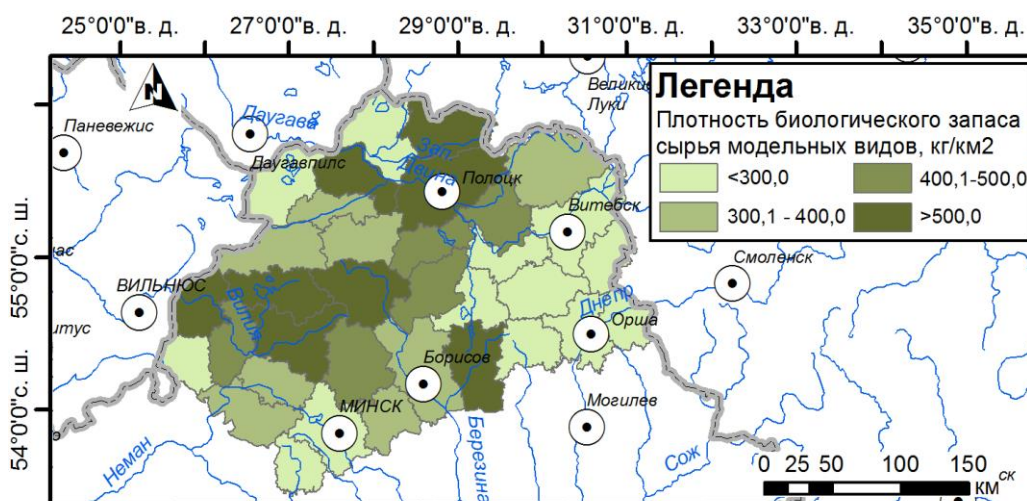 25°0'0"в. д.
27°0'0"в. д.
29°0'0"в. д.
31°0'0"в. д.
33°0'0"в. д.
35°0'0"в. д.
N
Паневежис
Даугава
Даугавпилс
Зап.
Двина
Полоцк
Витебск
Великие
Луки
Легенда
Плотность биологического запаса
сырья модельных видов, кг/км2
<300,0
400,1-500,0
300,1 - 400,0
>500,0
55°0'0"с. ш.
54°0'0"с. ш.
ВИЛЬНЮС
Вилия
Смоленск
Днепр
Орша
Борисов
МИНСК
Могилев
Неман
Березина
Сож
0 25 50 100 150
КМ